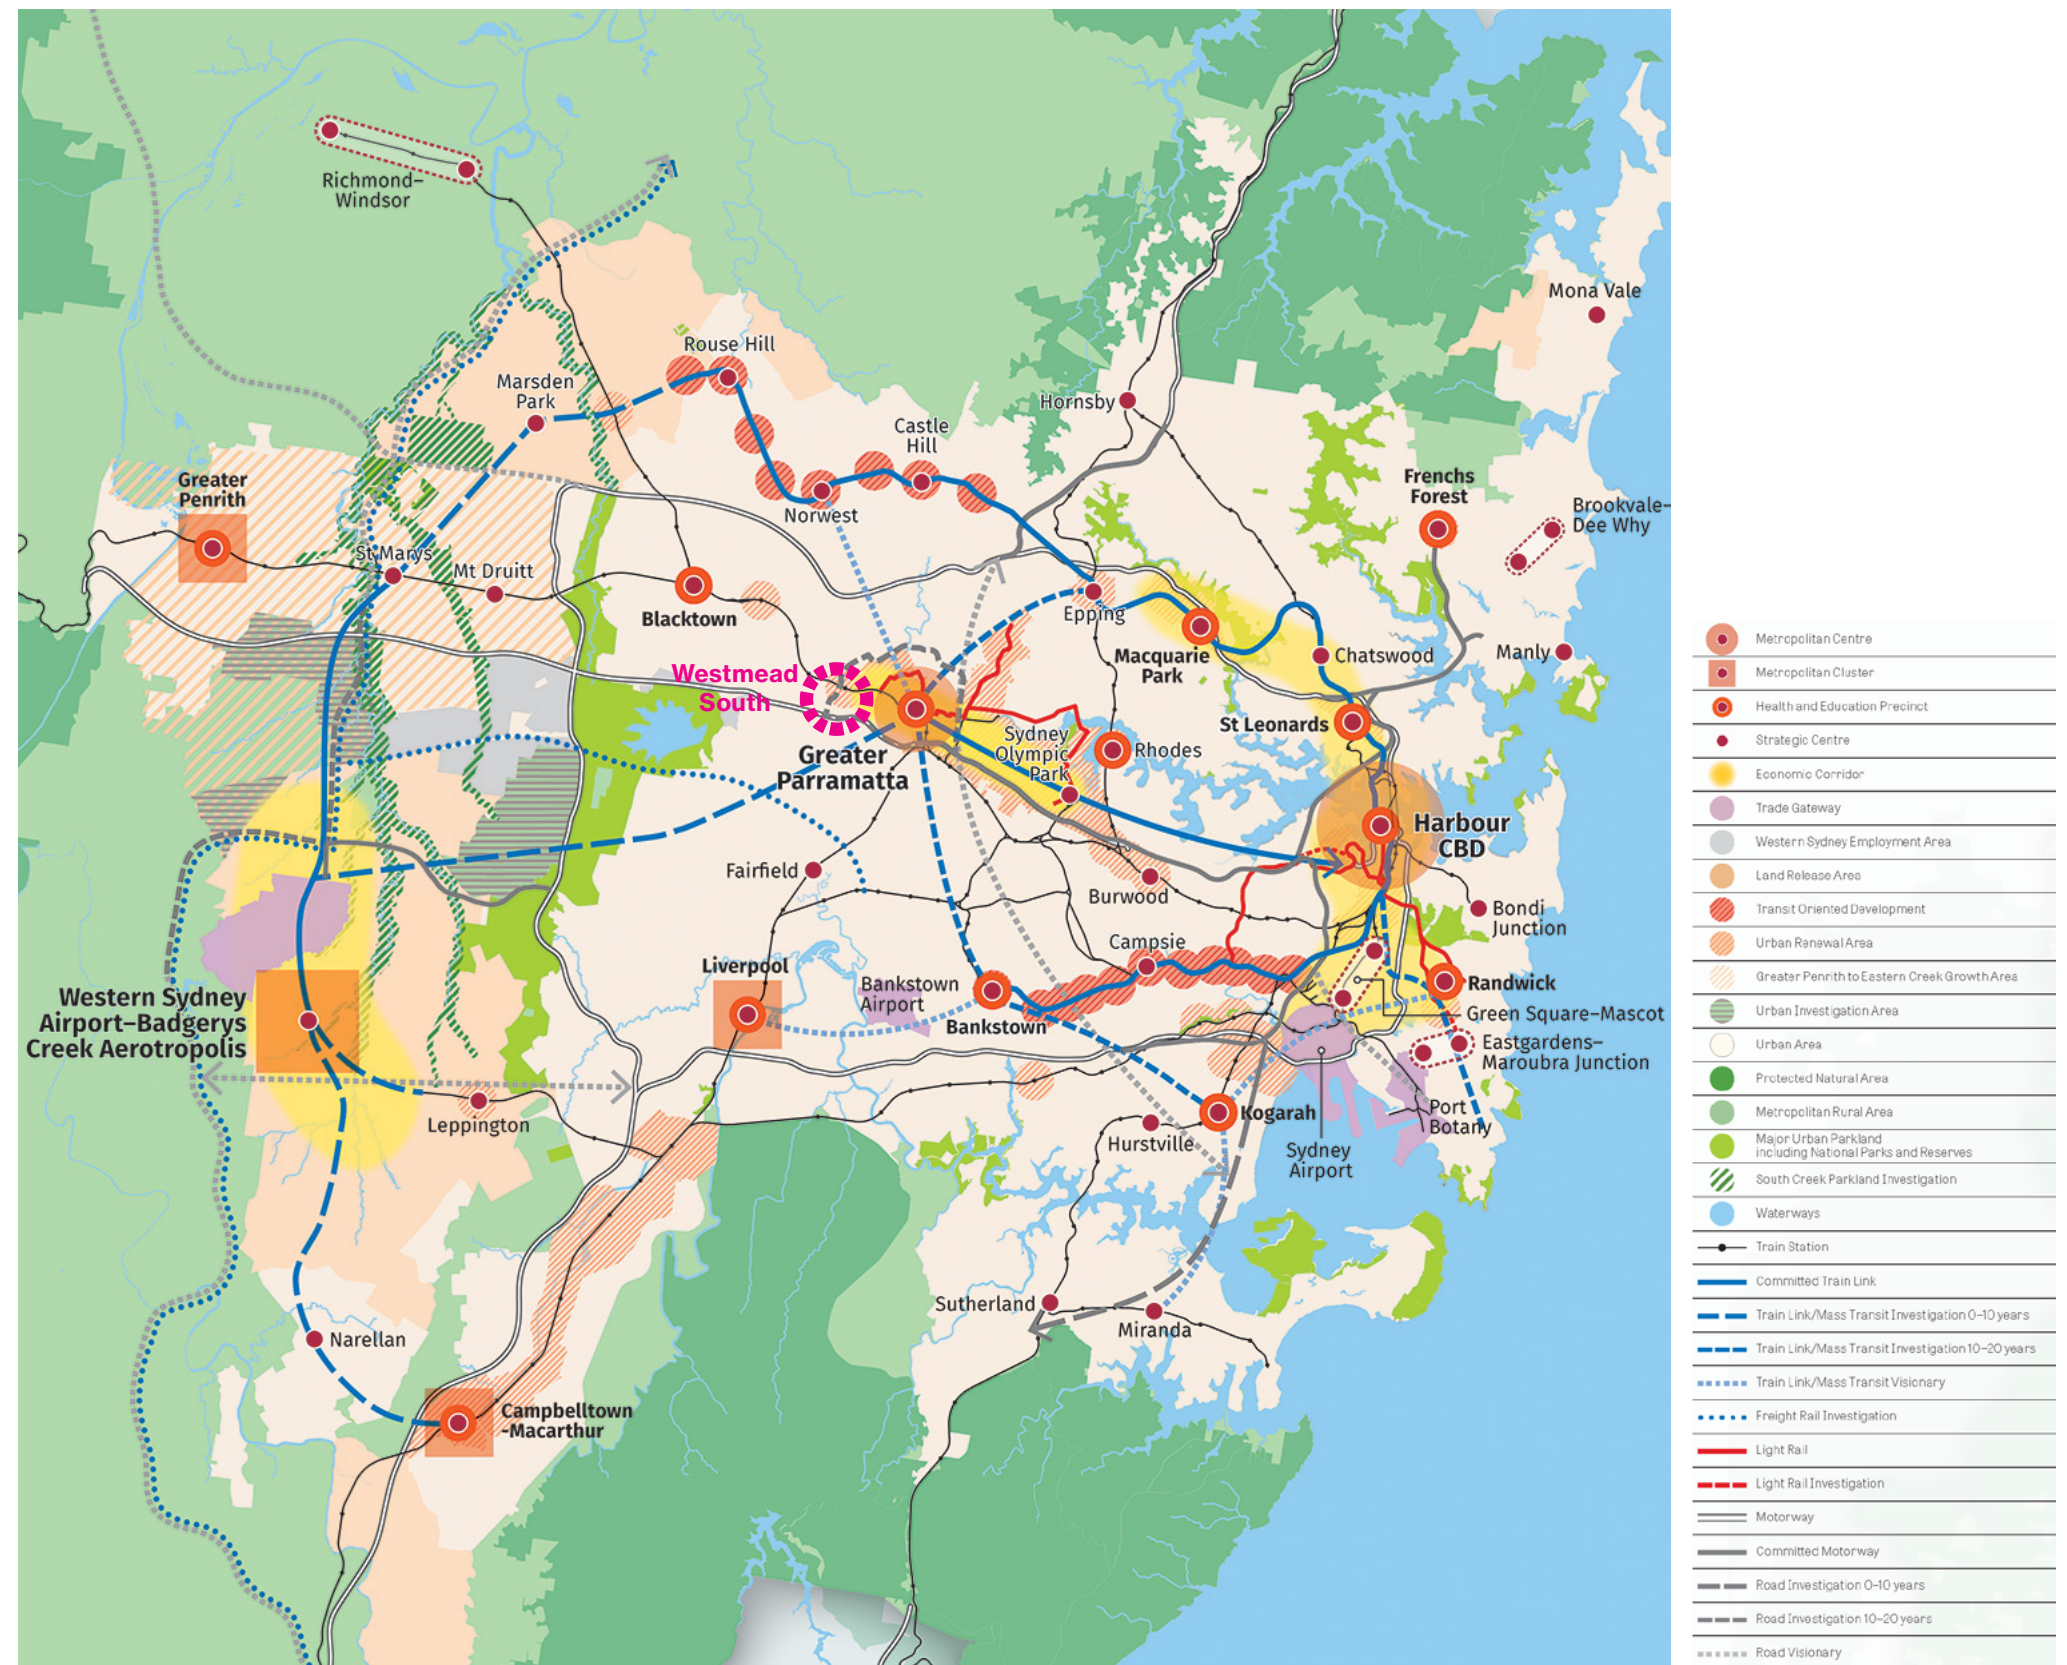 Richmond–
Windsor
Mona Vale
Rouse Hill
Marsden
Park
Hornsby
Castle
Hill
Greater
Penrith
Frenchs
Forest
Brookvale–
Dee Why
Norwest
St Marys
Mt Druitt
Blacktown
Epping
Macquarie
Park
Chatswood
Manly
Westmead
South
St Leonards
Sydney
Olympic
Park
Rhodes
Greater
Parramatta
Harbour
CBD
Fairfield
Burwood
Bondi
Junction
Campsie
Liverpool
Bankstown
Airport
Bankstown
Randwick
Western Sydney
Airport–Badgerys
Creek Aerotropolis
Green Square–Mascot
Eastgardens–
Maroubra Junction
Leppington
Kogarah
Port
Botany
Hurstville
Sydney
Airport
Sutherland
Miranda
Narellan
Campbelltown
-Macarthur
Metropolitan Centre
Metropolitan Cluster
Health and Education Precinct
Strategic Centre
Economic Corridor
Trade Gateway
Western Sydney Employment Area
Land Release Area
Transit Oriented Development
Urban Renewal Area
Greater Penrith to Eastern Creek Growth Area
Urban Investigation Area
Urban Area
Protected Natural Area
Metropolitan Rural Area
Major Urban Parkland
including National Parks and Reserves
South Creek Parkland Investigation
Waterways
Train Station
Committed Train Link
Train Link/Mass Transit Investigation 0–10 years
Train Link/Mass Transit Investigation 10–20 years
Train Link/Mass Transit Visionary
Freight Rail Investigation
Light Rail
Light Rail Investigation
Motorway
Committed Motorway
Road Investigation 0–10 years
Road Investigation 10–20 years
Road Visionary